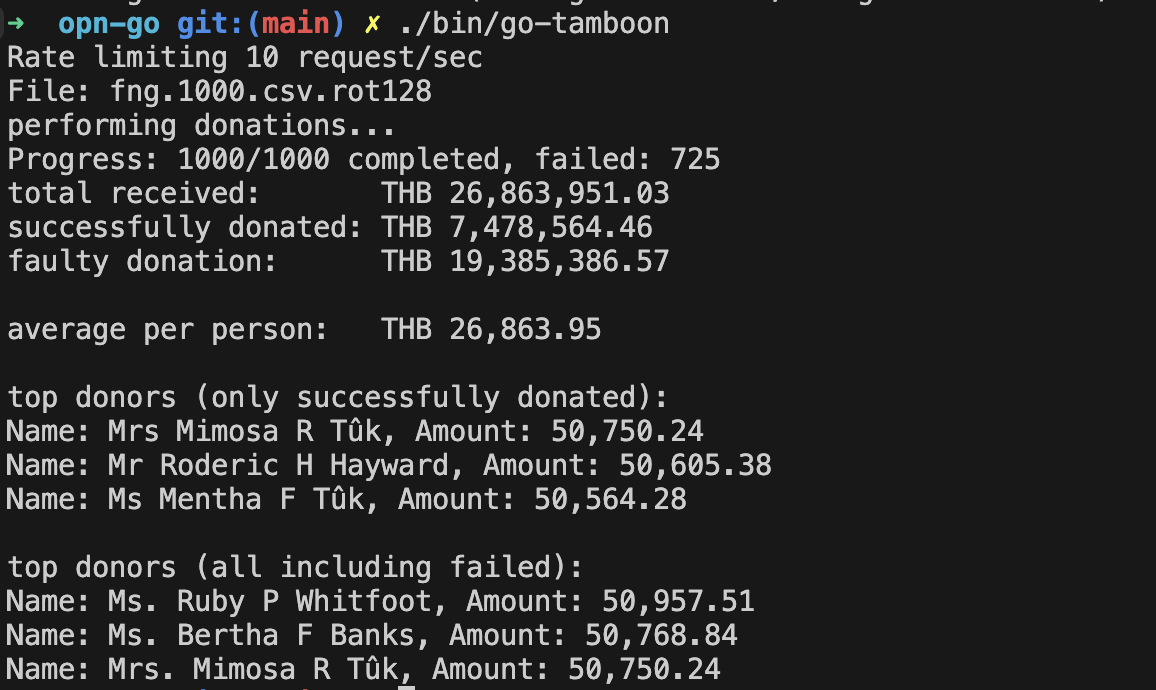 ➜ opn-go git:(main) ✗ ./bin/go-tamboon
Rate limiting 10 request/sec
File: fng.1000.csv.rot128
performing donations...
Progress: 1000/1000 completed, failed: 725
total received: THB 26,863,951.03
successfully donated: THB 7,478,564.46
faulty donation: THB 19,385,386.57
average per person: THB 26,863.95
top donors (only successfully donated):
Name: Mrs Mimosa R Tûk, Amount: 50,750.24
Name: Mr Roderic H Hayward, Amount: 50,605.38
Name: Ms Mentha F Tûk, Amount: 50,564.28
top donors (all including failed):
Name: Ms. Ruby P Whitfoot, Amount: 50,957.51
Name: Ms. Bertha F Banks, Amount: 50,768.84
Name: Mrs. Mimosa R Tûk, Amount: 50,750.24